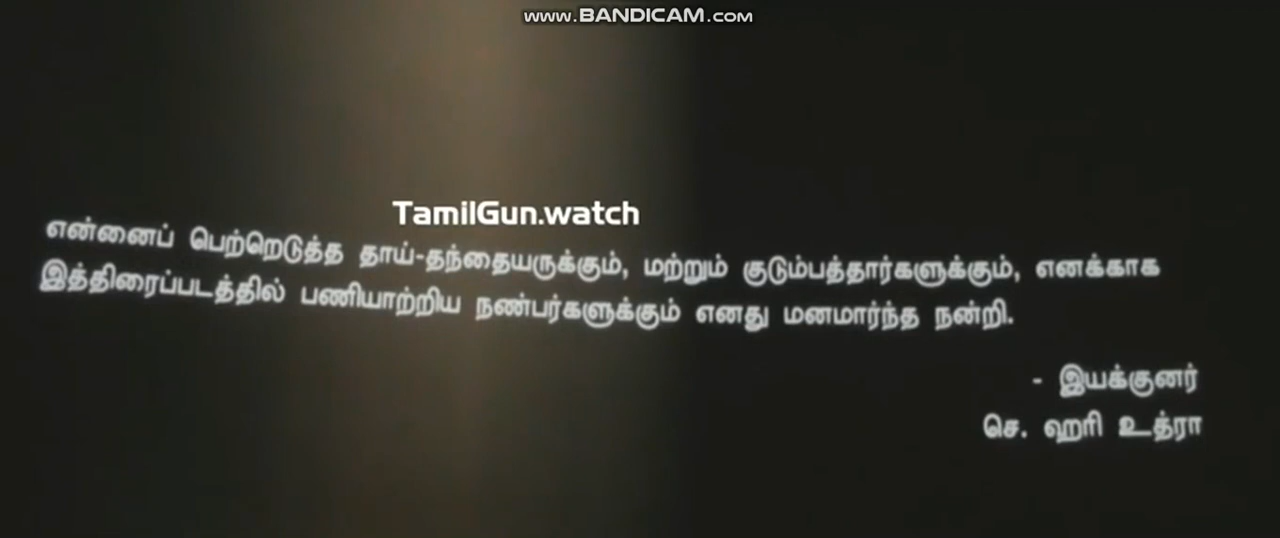 www.BANDICAM.com
TamilGun.watch
என்னைப் பெற்றெடுத்த தாய்-தந்தையருக்கும், மற்றும் குடும்பத்தார்களுக்கும், எனக்காக
இத்திரைப்படத்தில் பணியாற்றிய நண்பர்களுக்கும் எனது மனமார்ந்த நன்றி.
- இயக்குனர்
செ. ஹரி உத்ரா